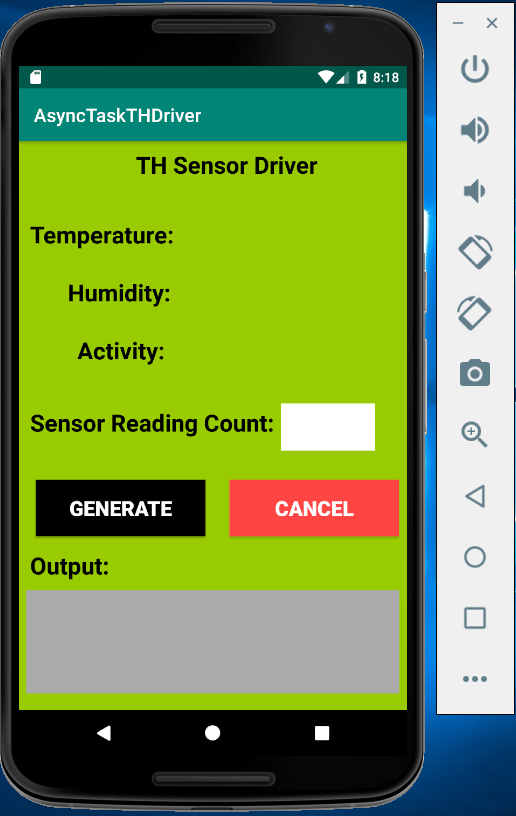 8:18
AsyncTaskTHDriver
TH Sensor Driver
Temperature:
Humidity:
Activity:
Sensor Reading Count:
GENERATE CANCEL
Output: